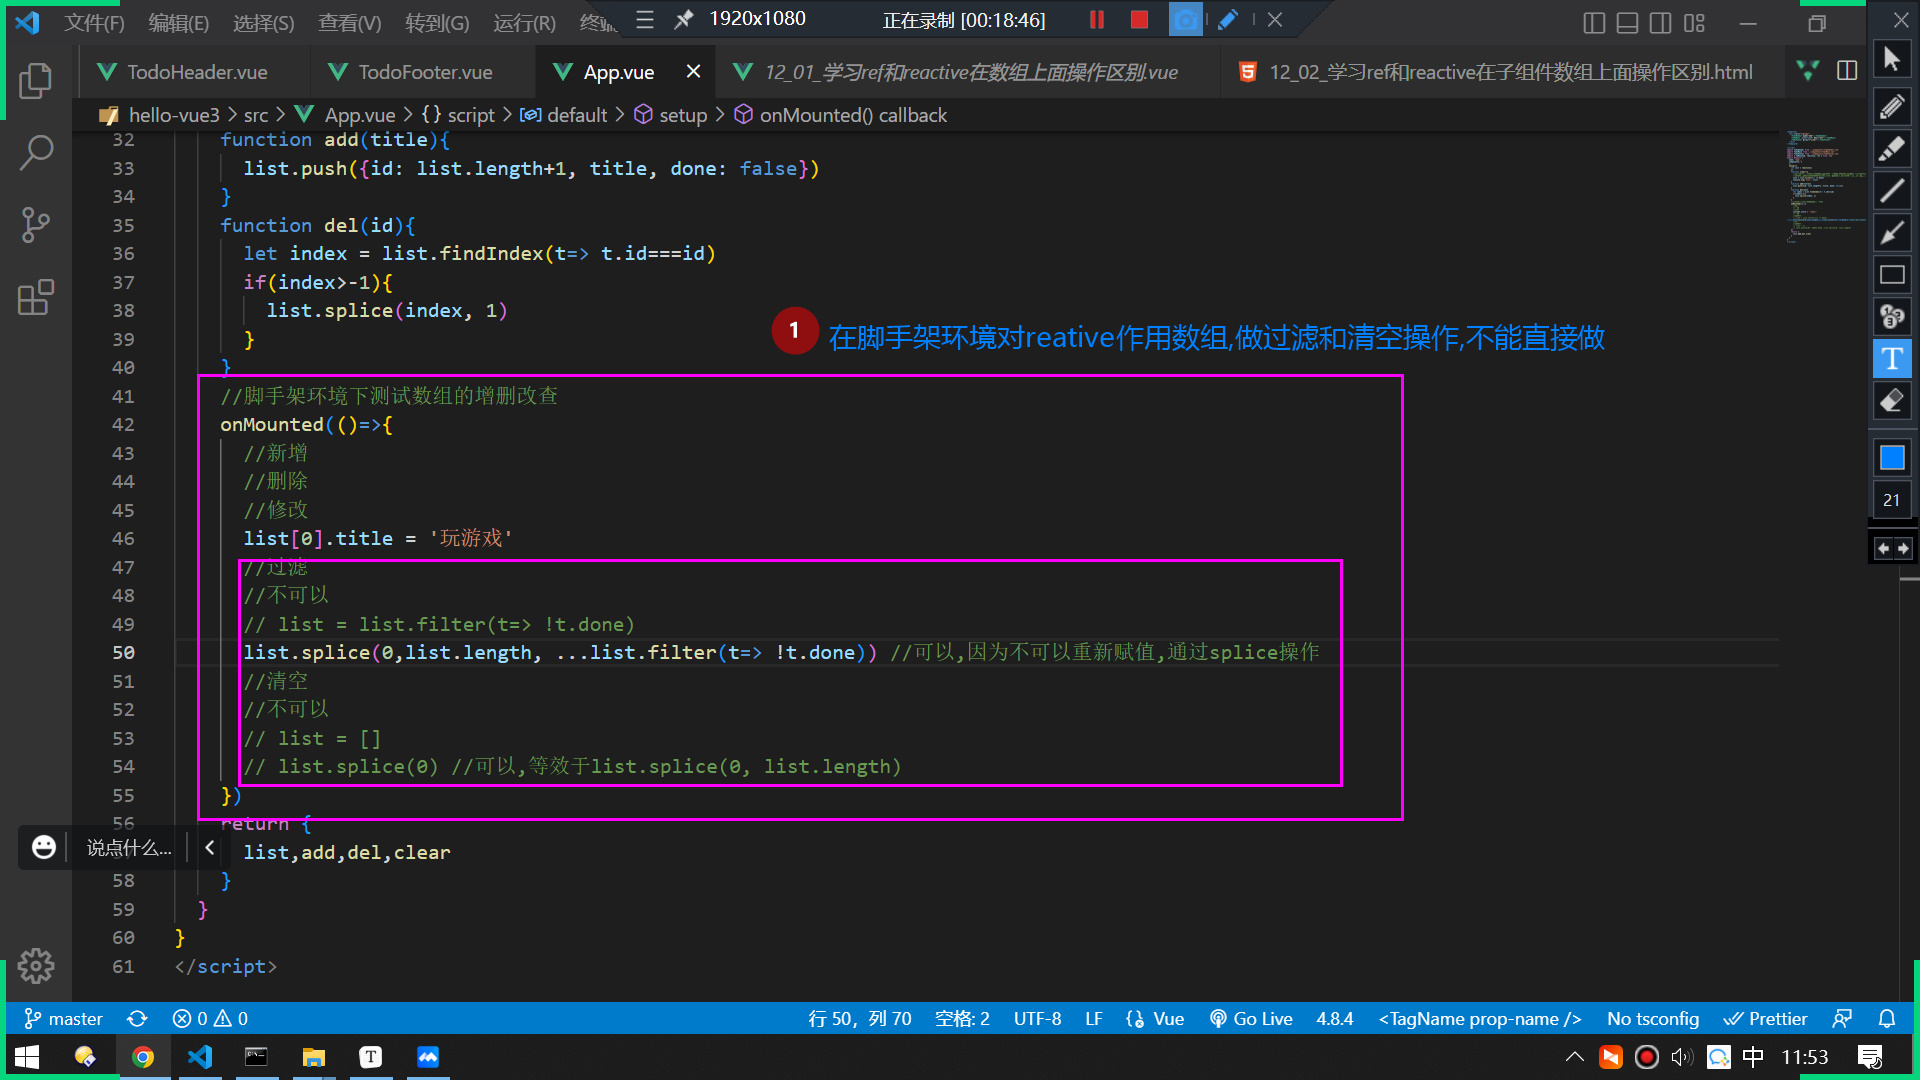 文件(F) 编辑(E) 选择(S) 查看(V) 转到(G) 运行(R)
1920x1080 正在录制 [00:18:46]
TodoHeader.vue TodoFooter.vue App.vue 12_01_学习ref和reactive在数组上面操作区别.vue 12_02_学习ref和reactive在子组件数组上面操作区别.html
hello-vue3 > src > App.vue > {} script > default > setup > onMounted() callback
32 function add(title){
33 list.push({id: list.length+1, title, done: false})
34 }
35 function del(id){
36 let index = list.findIndex(t=> t.id===id)
37 if(index>-1){
38 list.splice(index, 1)
39 }
1 在脚手架环境对reative作用数组,做过滤和清空操作,不能直接做
40 }
41 //脚手架环境下测试数组的增删改查
42 onMounted(()=>{
43 //新增
44 //删除
45 //修改
46 list[0].title = '玩游戏'
47 //过滤
48 //不可以
49 // list = list.filter(t=> !t.done)
50 list.splice(0,list.length, ...list.filter(t=> !t.done)) //可以,因为不可以重新赋值,通过splice操作
51 //清空
52 //不可以
53 // list = []
54 // list.splice(0) //可以,等效于list.splice(0, list.length)
55 })
56 return {
说点什么...
list,add,del,clear
58 }
59 }
60 }
61 </script>
21
master 0 0 行 50, 列 70 空格: 2 UTF-8 LF Vue Go Live 4.8.4 <TagName prop-name /> No tsconfig Prettier
T 中 11:53